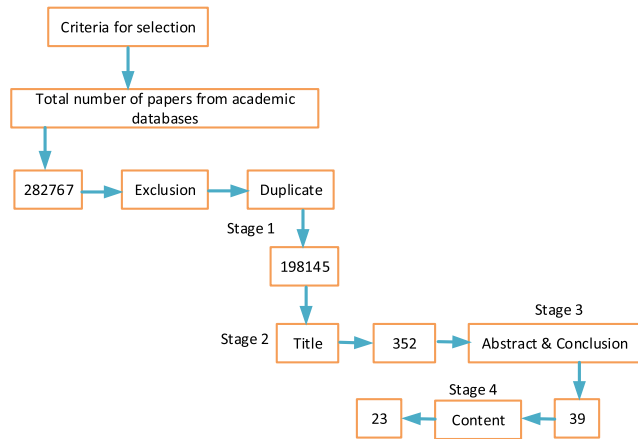 Criteria for selection
Total number of papers from academic
databases
282767
Exclusion
Duplicate
Stage 1
198145
Stage 2
Title
352
Stage 3
Abstract & Conclusion
Stage 4
23
Content
39